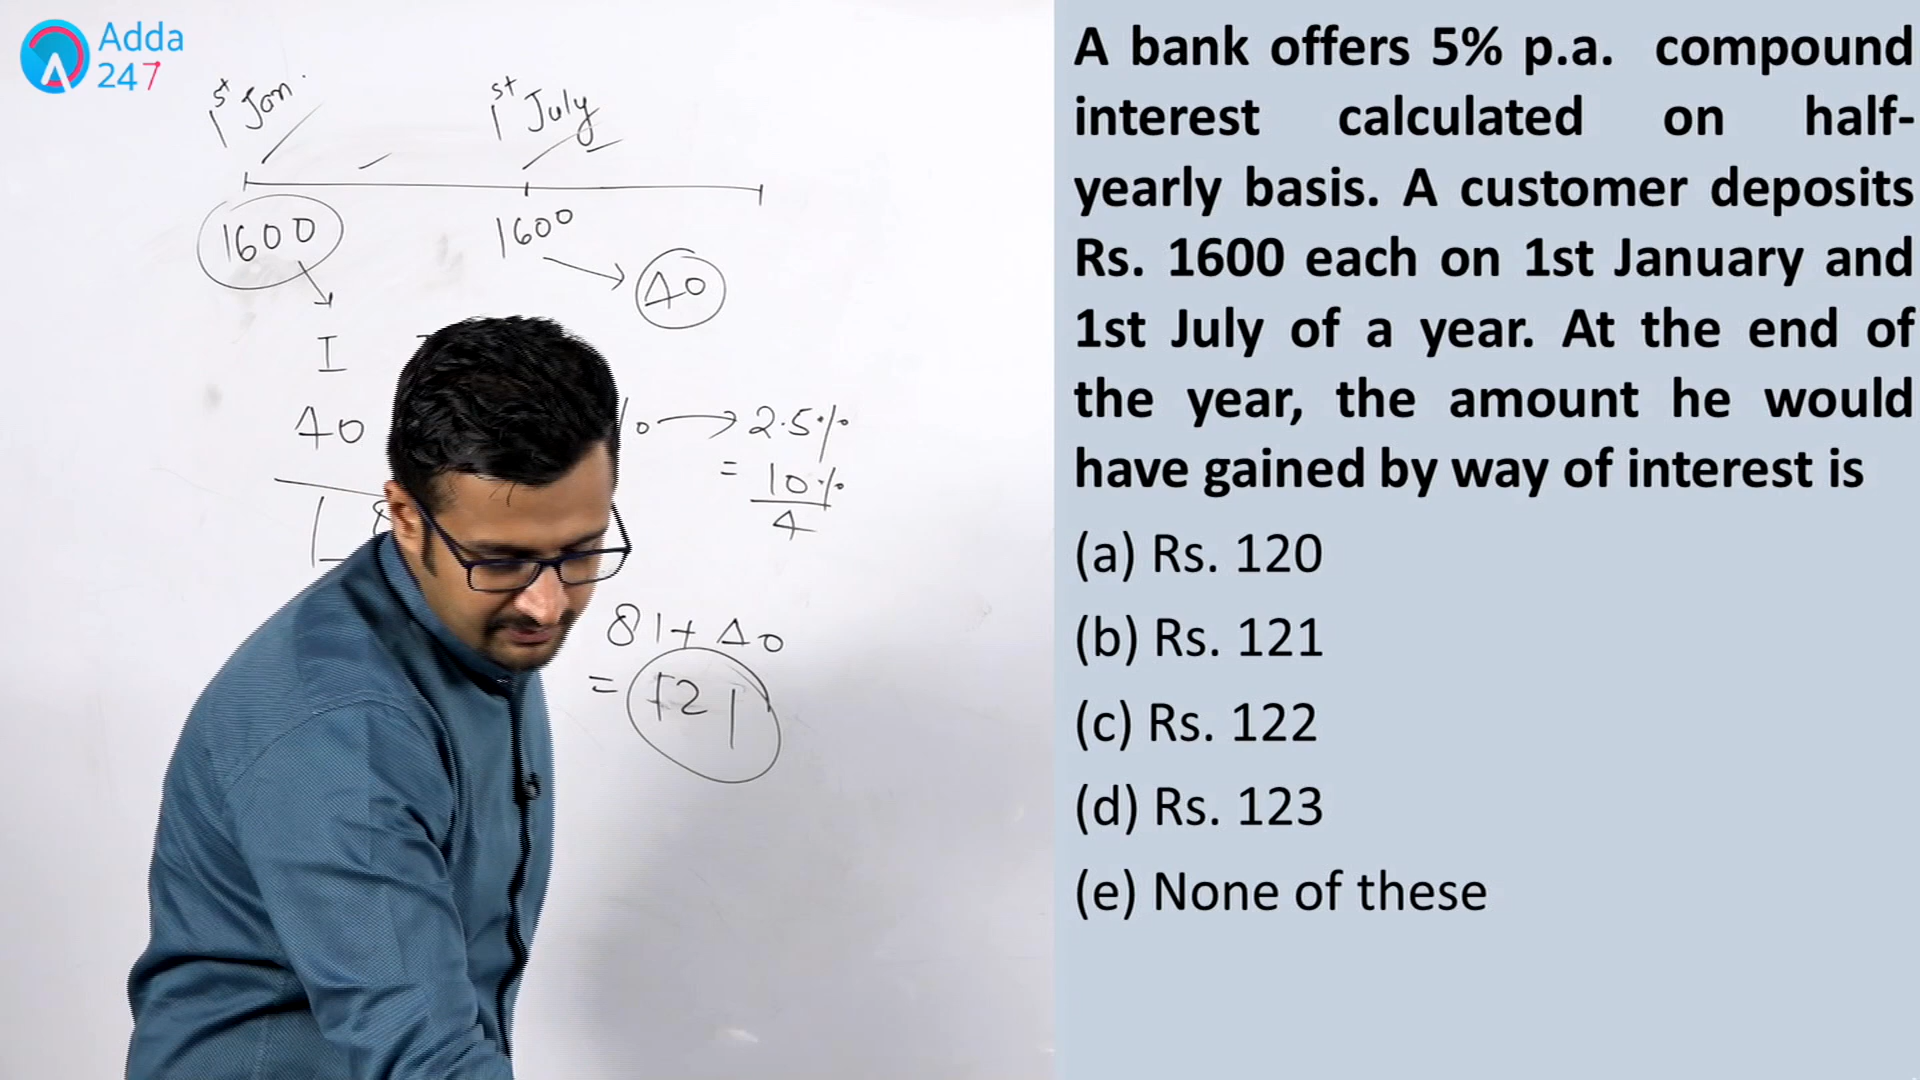 Adda
247
1st Jan.
1st July
1600
1600
40
I
40
2.5%
= 10%
4
81 + 40
= 121
A bank offers 5% p.a. compound
interest calculated on half-
yearly basis. A customer deposits
Rs. 1600 each on 1st January and
1st July of a year. At the end of
the year, the amount he would
have gained by way of interest is
(a) Rs. 120
(b) Rs. 121
(c) Rs. 122
(d) Rs. 123
(e) None of these